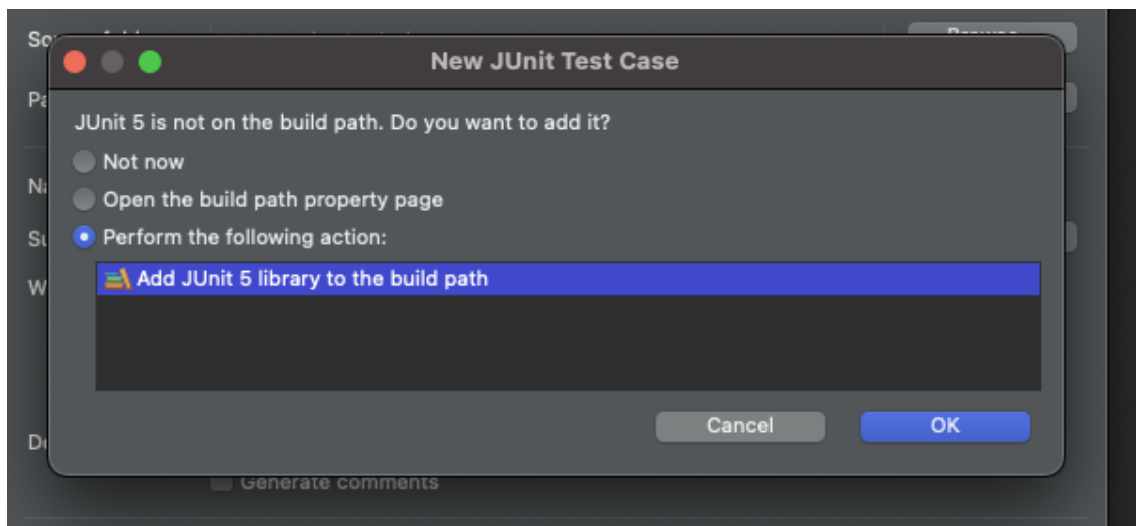 New JUnit Test Case
JUnit 5 is not on the build path. Do you want to add it?
Not now
Open the build path property page
Perform the following action:
Add JUnit 5 library to the build path
Cancel
OK
Generate comments